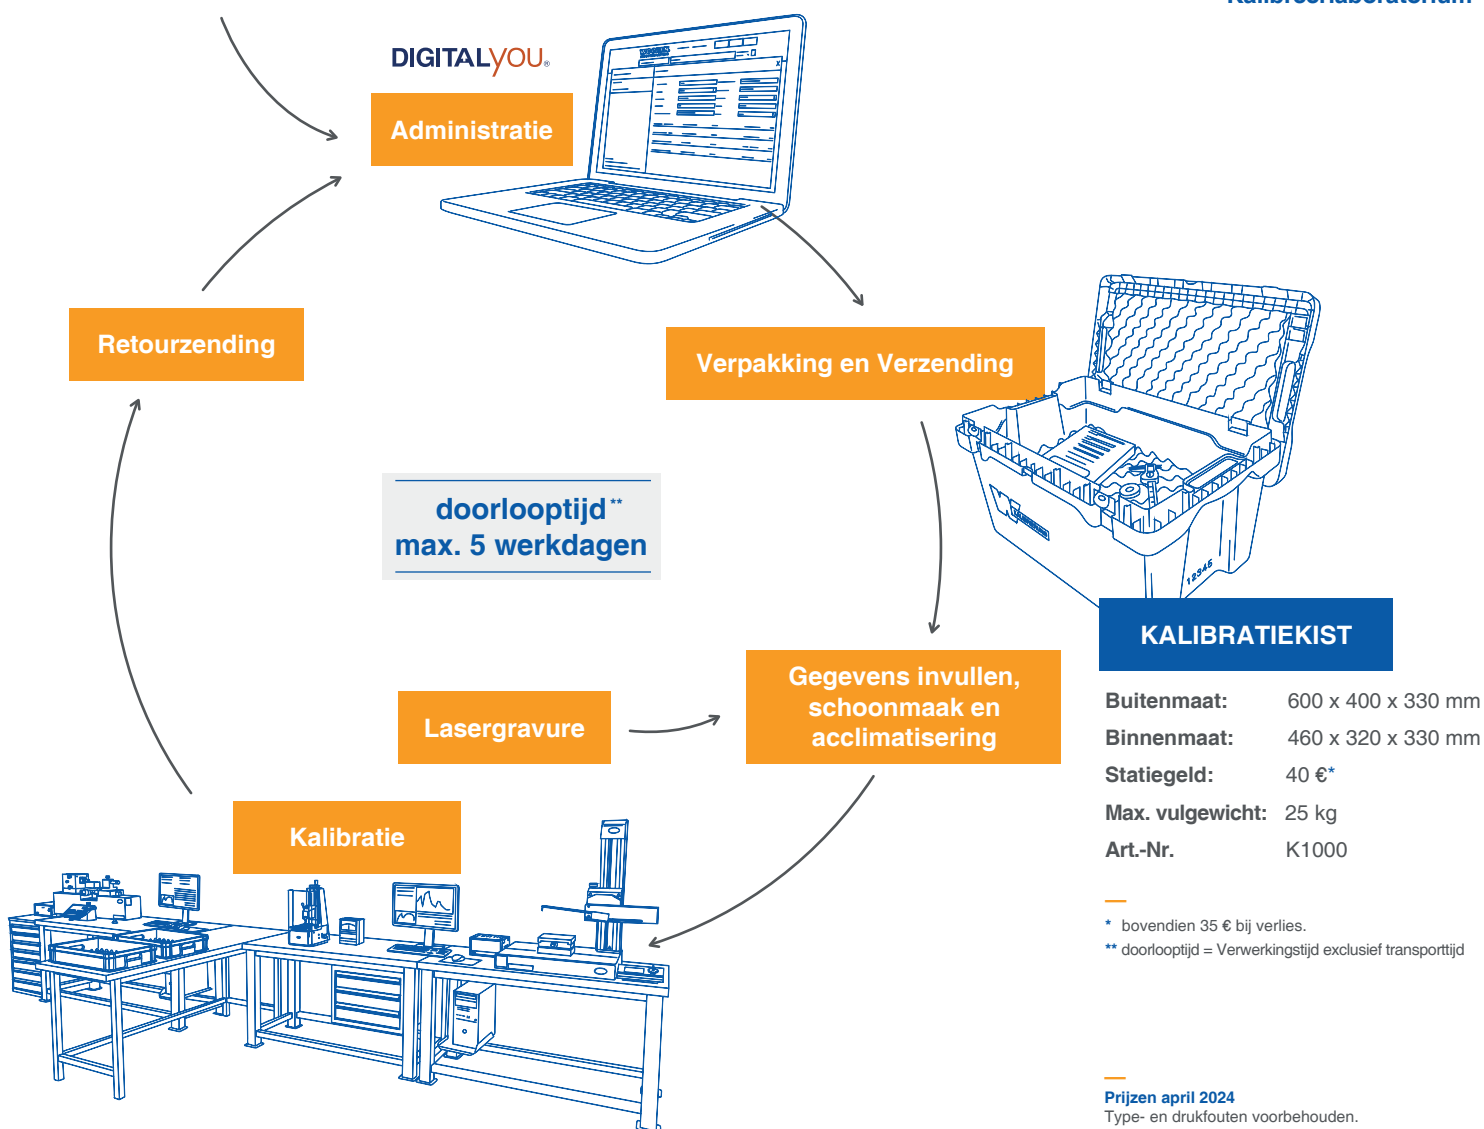 DIGITALYOU®
Administratie
Retourzending
Verpakking en Verzending
doorlooptijd**
max. 5 werkdagen
12345
KALIBRATIEKIST
Gegevens invullen,
schoonmaak en
acclimatisering
Lasergravure
Kalibratie
Buitenmaat: 600 x 400 x 330 mm
Binnenmaat: 460 x 320 x 330 mm
Statiegeld: 40 €*
Max. vulgewicht: 25 kg
Art.-Nr. K1000
* bovendien 35 € bij verlies.
** doorlooptijd = Verwerkingstijd exclusief transporttijd
Prijzen april 2024
Type- en drukfouten voorbehouden.